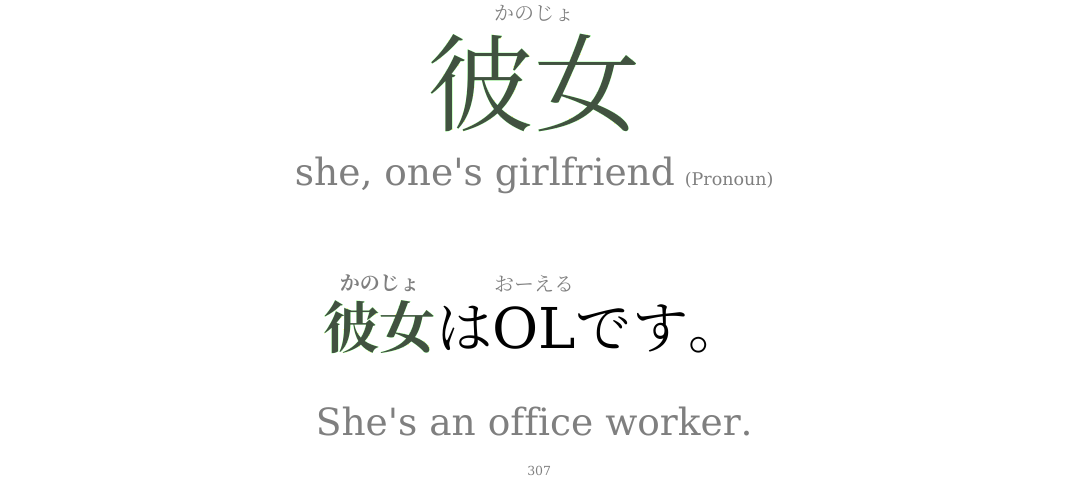 かのじょ
彼女
she, one's girlfriend (Pronoun)
かのじょ おーえる
彼女はOLです。
She's an office worker.
307